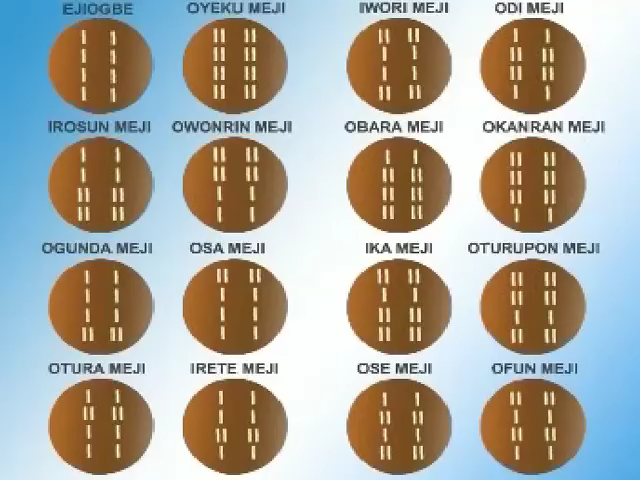 EJIOGBE OYEKU MEJI IWORI MEJI ODI MEJI
IROSUN MEJI OWONRIN MEJI OBARA MEJI OKANRAN MEJI
OGUNDA MEJI OSA MEJI IKA MEJI OTURUPON MEJI
OTURA MEJI IRETE MEJI OSE MEJI OFUN MEJI